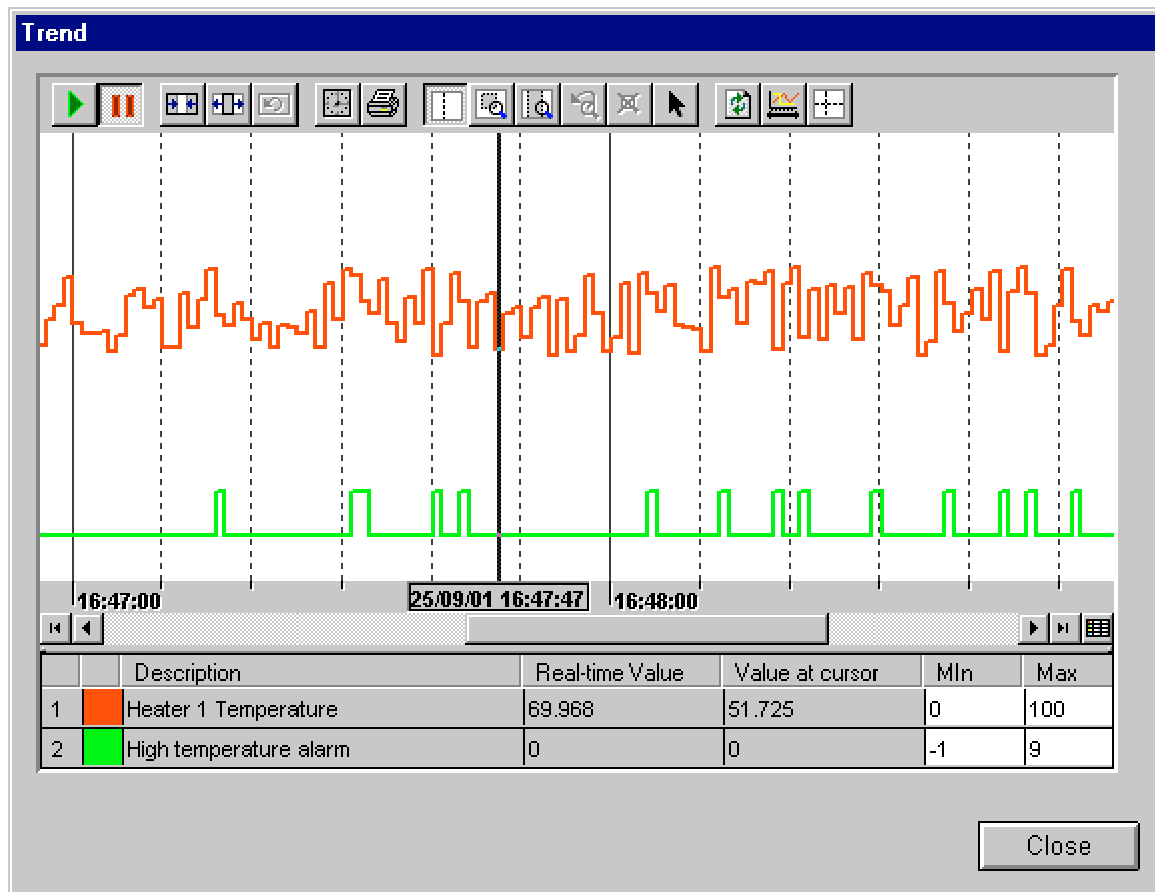 Trend
16:47:00 25/09/01 16:47:47 16:48:00
Description Real-time Value Value at cursor MIn Max
1 Heater 1 Temperature 69.968 51.725 0 100
2 High temperature alarm 0 0 -1 9
Close